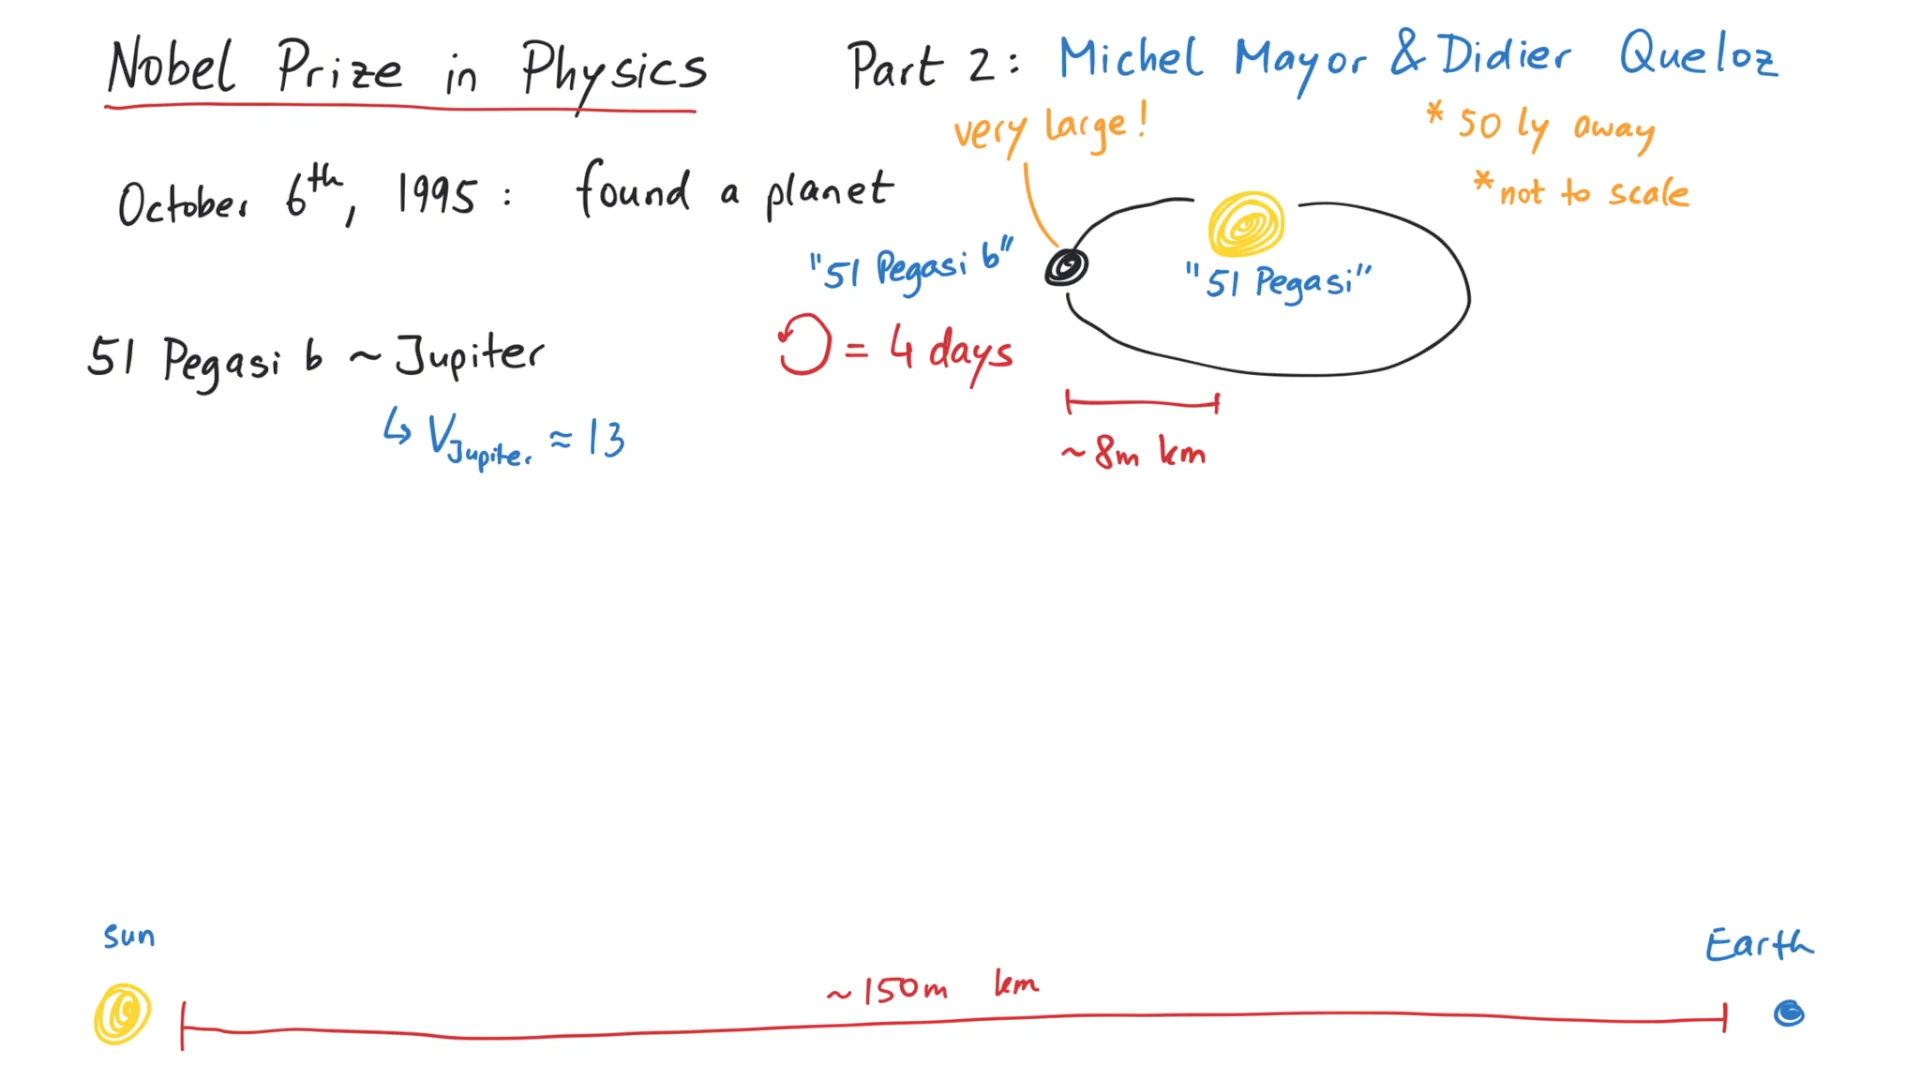 Nobel Prize in Physics
Part 2: Michel Mayor & Didier Queloz
very large!
* 50 ly away
* not to scale
October 6th, 1995 : found a planet
"51 Pegasi b"
"51 Pegasi"
51 Pegasi b ~ Jupiter
= 4 days
↳ VJupiter ≈ 13
~ 8m km
Sun
Earth
~ 150m km